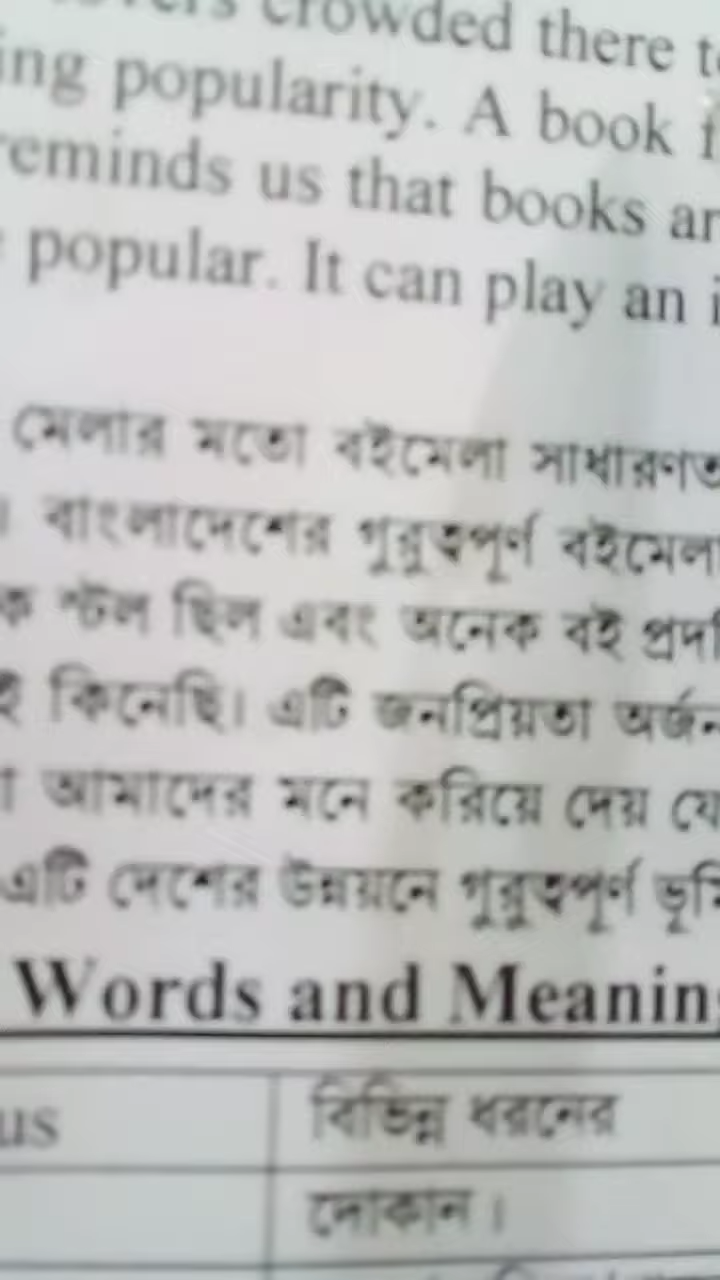 crowded there
ing popularity. A book f
reminds us that books ar
popular. It can play an i
মেলার মতো বইমেলা সাধারণত
। বাংলাদেশের গুরুত্বপূর্ণ বইমেলা
ক স্টল ছিল এবং অনেক বই প্রদ
ই কিনেছি। এটি জনপ্রিয়তা অর্জন
আমাদের মনে করিয়ে দেয় যে
এটি দেশের উন্নয়নে গুরুত্বপূর্ণ ভূমি
Words and Meaning
us বিভিন্ন ধরনের
দোকান।